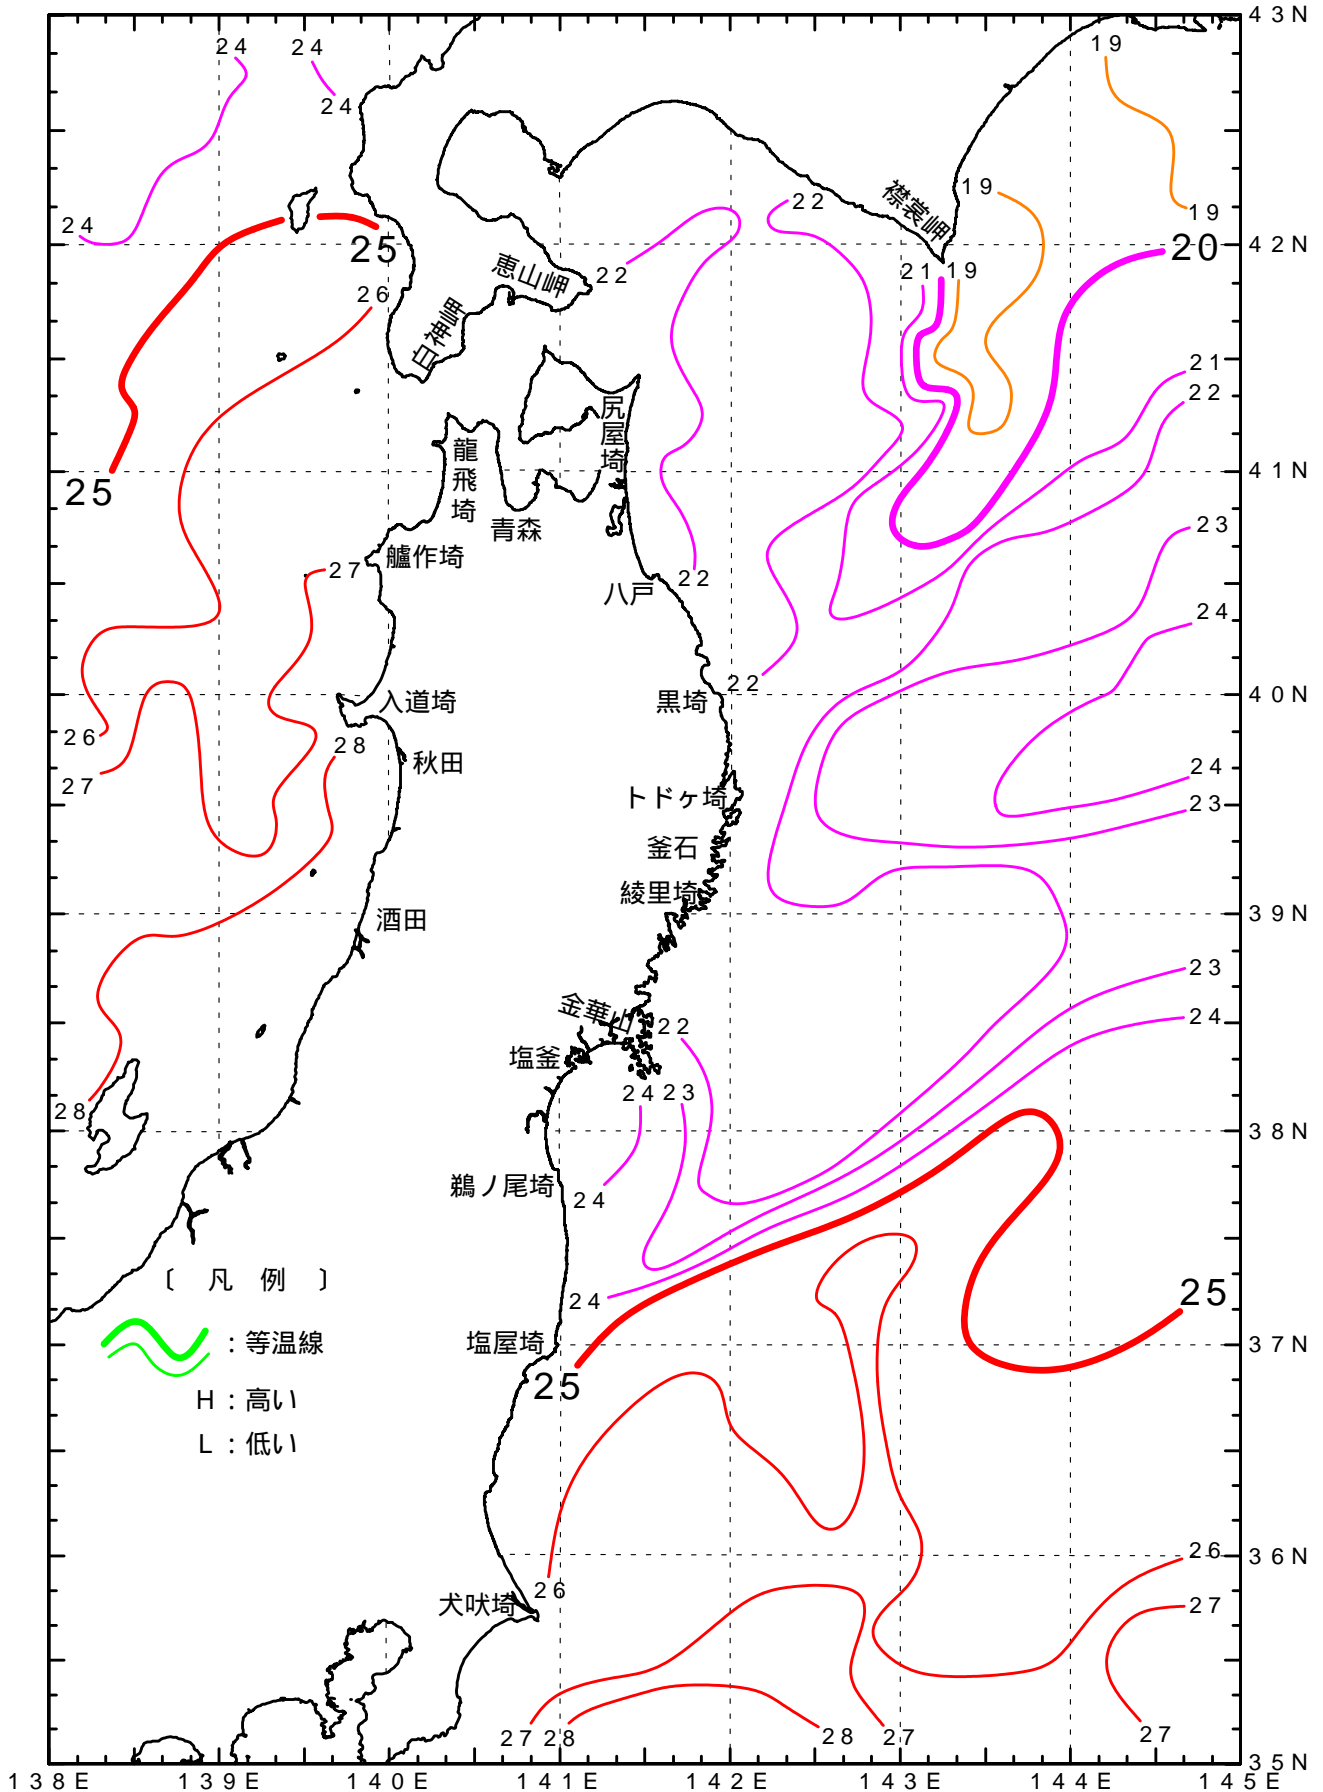 43N
24
24
19
24
襟裳岬
19
22
19
24
20
42N
25
恵山岬
22
21
19
26
白神岬
21
22
尻屋埼
龍飛埼
41N
25
青森
23
艫作埼
27
22
八戸
24
22
40N
入道埼
黒埼
26
28
秋田
24
27
トドヶ埼
23
釜石
綾里埼
39N
酒田
23
金華山
22
24
塩釜
24
23
28
38N
鵜ノ尾埼
24
〔 凡 例 〕
25
24
:等温線
塩屋埼
37N
25
H:高い
L:低い
26
36N
26
犬吠埼
27
27
28
28
27
27
35N
138E
139E
140E
141E
142E
143E
144E
145E